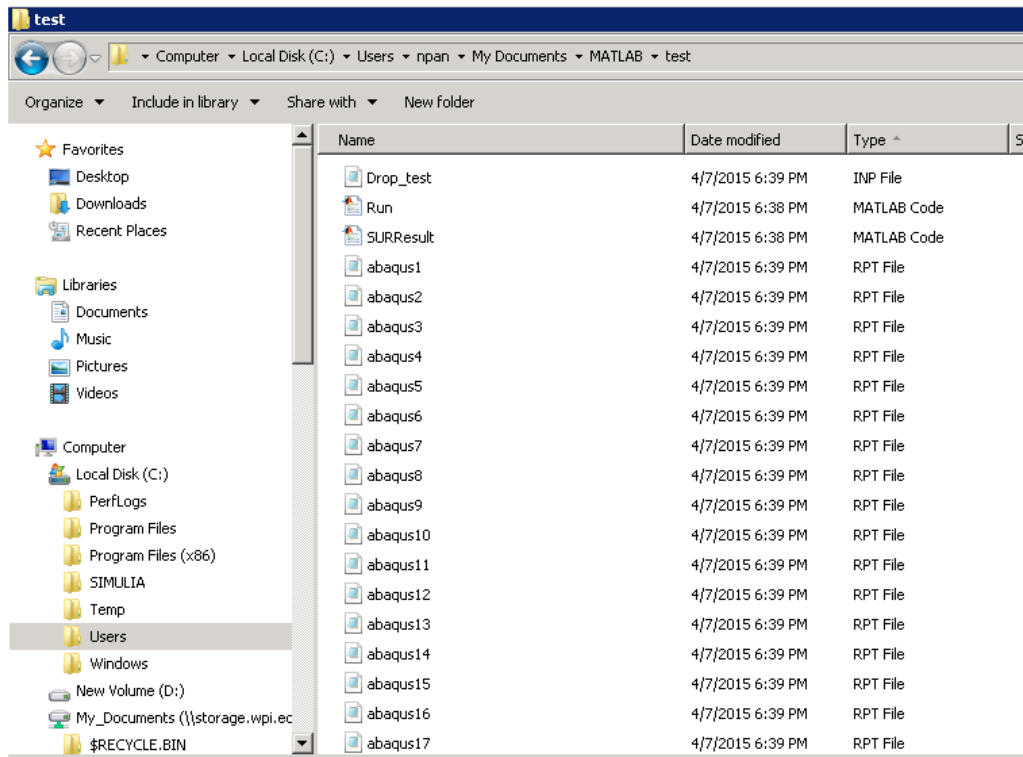 test
Computer Local Disk (C:) Users npan My Documents MATLAB test
Organize Include in library Share with New folder
Favorites
Desktop
Downloads
Recent Places
Libraries
Documents
Music
Pictures
Videos
Computer
Local Disk (C:)
PerfLogs
Program Files
Program Files (x86)
SIMULIA
Temp
Users
Windows
New Volume (D:)
My_Documents (\\storage.wpi.ec
$RECYCLE.BIN
Name Date modified Type S
Drop_test 4/7/2015 6:39 PM INP File
Run 4/7/2015 6:38 PM MATLAB Code
SURResult 4/7/2015 6:38 PM MATLAB Code
abaqus1 4/7/2015 6:39 PM RPT File
abaqus2 4/7/2015 6:39 PM RPT File
abaqus3 4/7/2015 6:39 PM RPT File
abaqus4 4/7/2015 6:39 PM RPT File
abaqus5 4/7/2015 6:39 PM RPT File
abaqus6 4/7/2015 6:39 PM RPT File
abaqus7 4/7/2015 6:39 PM RPT File
abaqus8 4/7/2015 6:39 PM RPT File
abaqus9 4/7/2015 6:39 PM RPT File
abaqus10 4/7/2015 6:39 PM RPT File
abaqus11 4/7/2015 6:39 PM RPT File
abaqus12 4/7/2015 6:39 PM RPT File
abaqus13 4/7/2015 6:39 PM RPT File
abaqus14 4/7/2015 6:39 PM RPT File
abaqus15 4/7/2015 6:39 PM RPT File
abaqus16 4/7/2015 6:39 PM RPT File
abaqus17 4/7/2015 6:39 PM RPT File